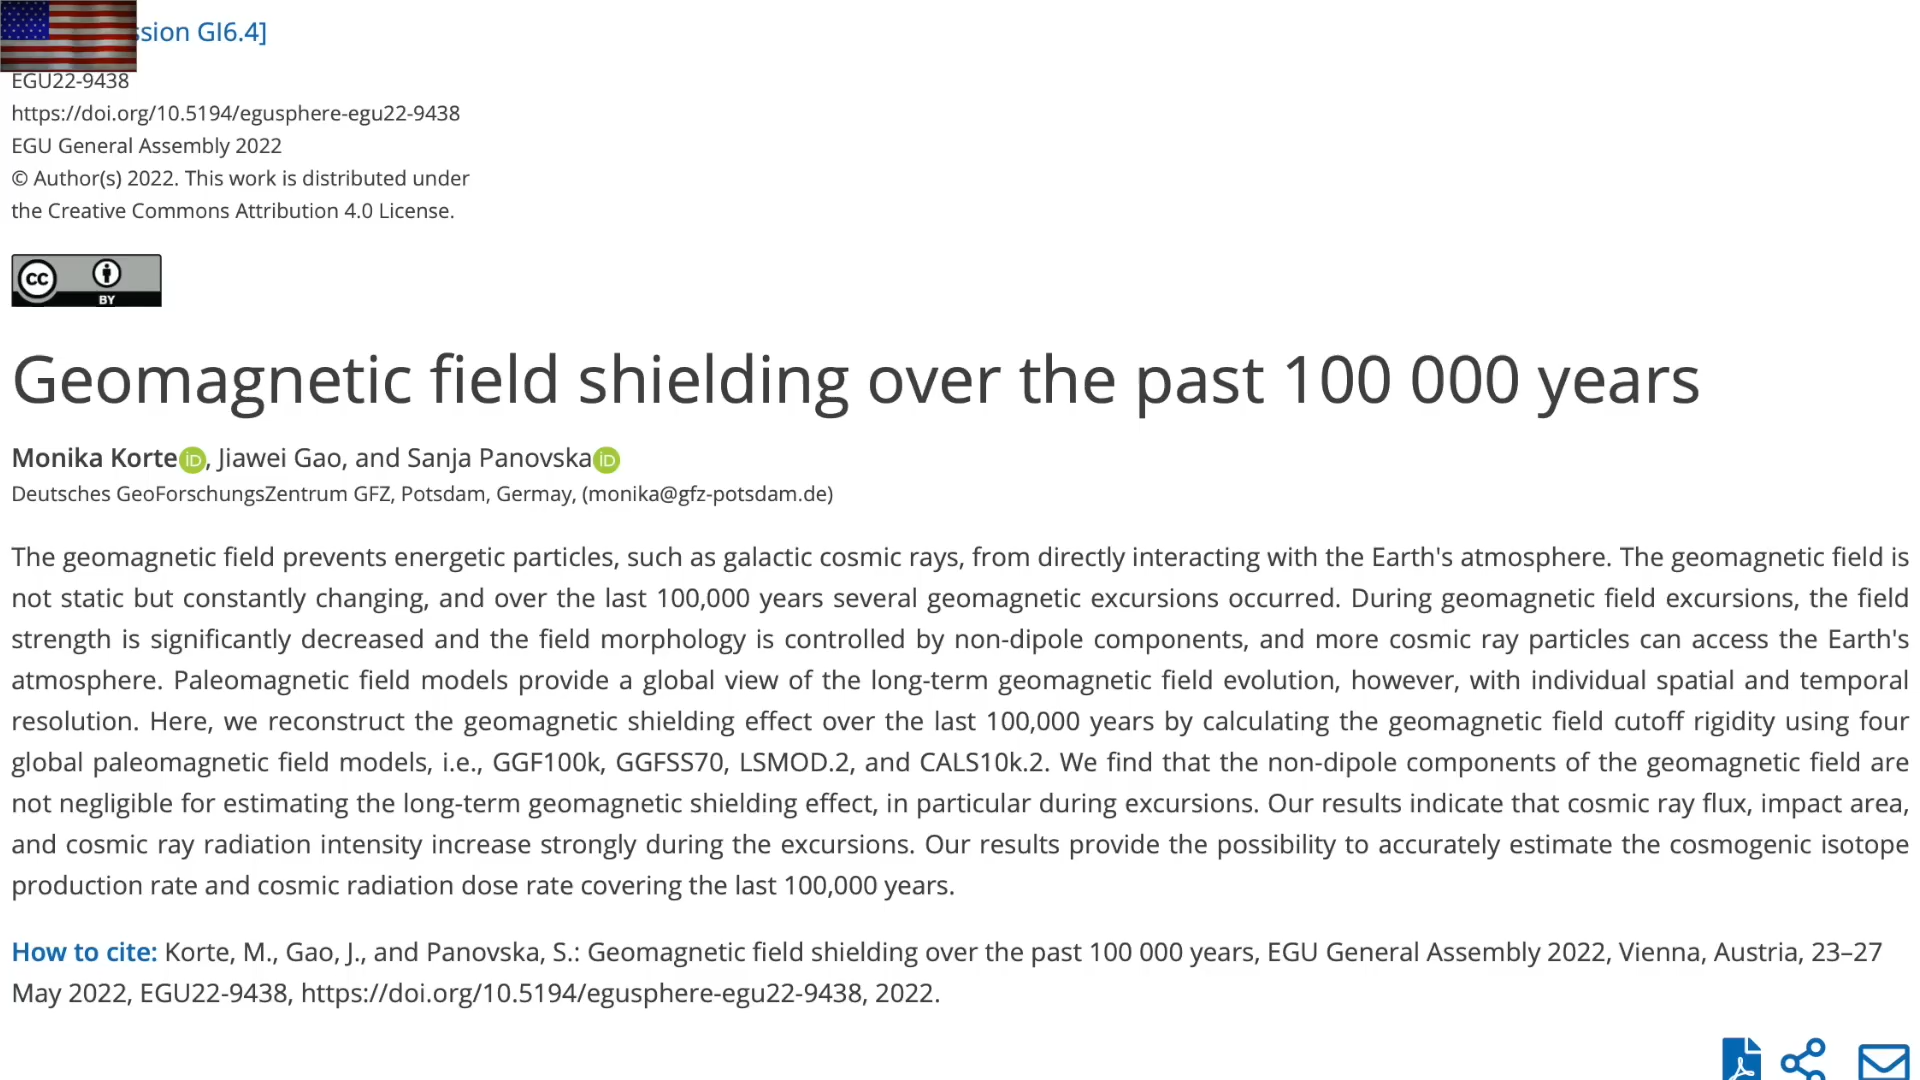 ssion GI6.4]
EGU22-9438
https://doi.org/10.5194/egusphere-egu22-9438
EGU General Assembly 2022
© Author(s) 2022. This work is distributed under
the Creative Commons Attribution 4.0 License.
cc
BY
Geomagnetic field shielding over the past 100 000 years
Monika Korte iD, Jiawei Gao, and Sanja Panovska iD
Deutsches GeoForschungsZentrum GFZ, Potsdam, Germay, (monika@gfz-potsdam.de)
The geomagnetic field prevents energetic particles, such as galactic cosmic rays, from directly interacting with the Earth's atmosphere. The geomagnetic field is
not static but constantly changing, and over the last 100,000 years several geomagnetic excursions occurred. During geomagnetic field excursions, the field
strength is significantly decreased and the field morphology is controlled by non-dipole components, and more cosmic ray particles can access the Earth's
atmosphere. Paleomagnetic field models provide a global view of the long-term geomagnetic field evolution, however, with individual spatial and temporal
resolution. Here, we reconstruct the geomagnetic shielding effect over the last 100,000 years by calculating the geomagnetic field cutoff rigidity using four
global paleomagnetic field models, i.e., GGF100k, GGFSS70, LSMOD.2, and CALS10k.2. We find that the non-dipole components of the geomagnetic field are
not negligible for estimating the long-term geomagnetic shielding effect, in particular during excursions. Our results indicate that cosmic ray flux, impact area,
and cosmic ray radiation intensity increase strongly during the excursions. Our results provide the possibility to accurately estimate the cosmogenic isotope
production rate and cosmic radiation dose rate covering the last 100,000 years.
How to cite: Korte, M., Gao, J., and Panovska, S.: Geomagnetic field shielding over the past 100 000 years, EGU General Assembly 2022, Vienna, Austria, 23–27
May 2022, EGU22-9438, https://doi.org/10.5194/egusphere-egu22-9438, 2022.